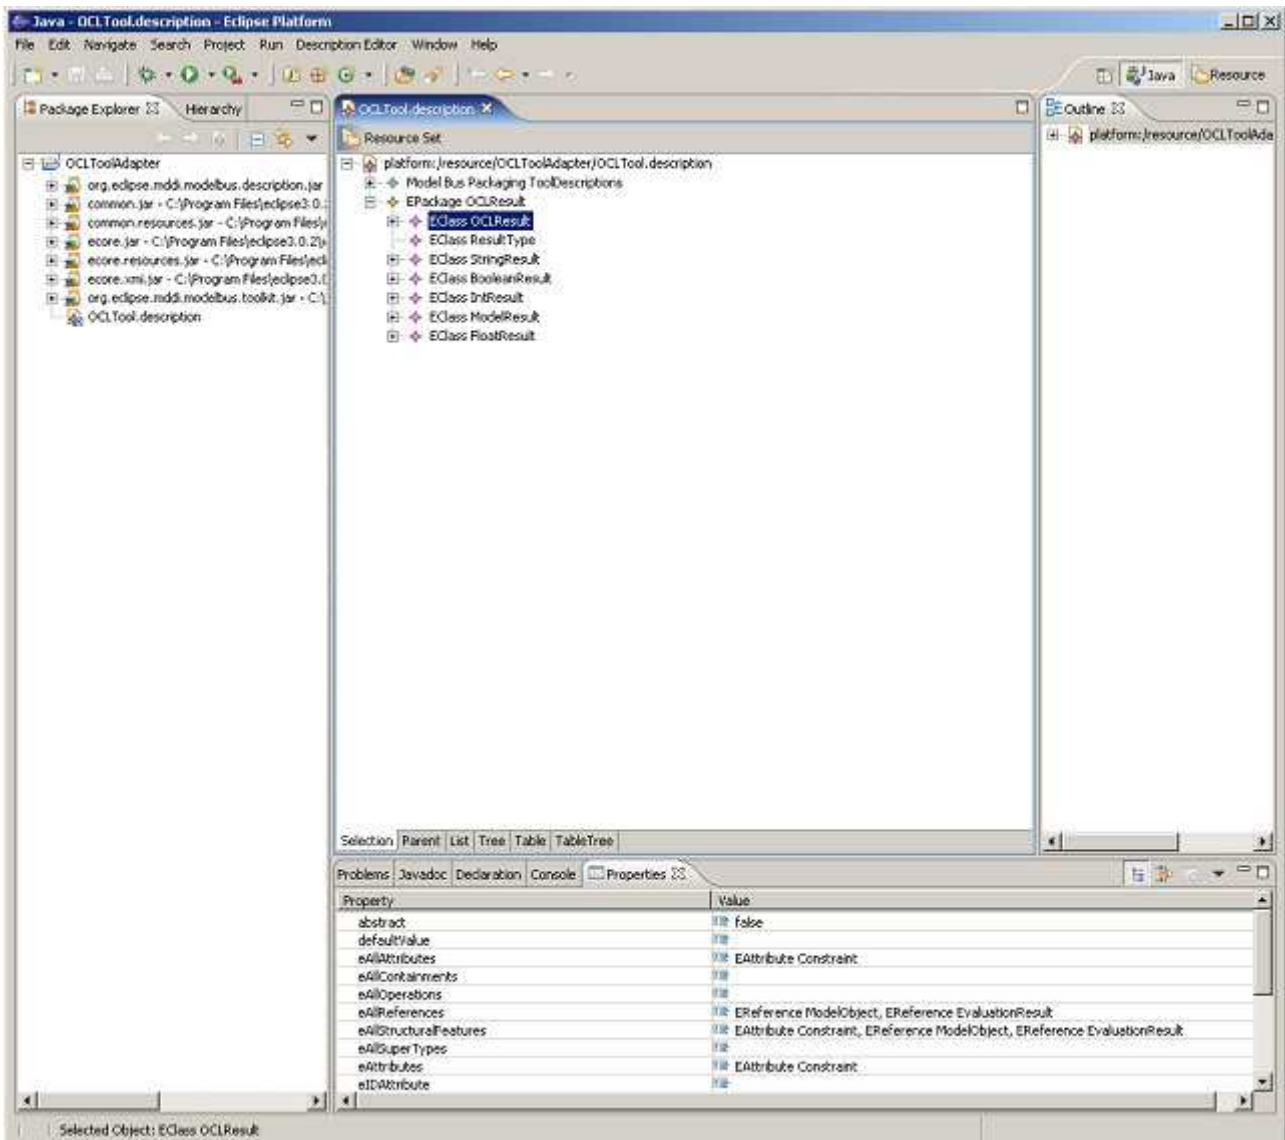 Java - OCLTool.description - Eclipse Platform
File Edit Navigate Search Project Run Description Editor Window Help
Java Resource
Package Explorer Hierarchy
OCLToolAdapter
org.eclipse.mddi.modelbus.description.jar
common.jar - C:\Program Files\eclipse3.0.
common.resources.jar - C:\Program Files\
ecore.jar - C:\Program Files\eclipse3.0.2\
ecore.resources.jar - C:\Program Files\ecl
ecore.xmi.jar - C:\Program Files\eclipse3.
org.eclipse.mddi.modelbus.toolkit.jar - C:\
OCLTool.description
OCLTool.description
Resource Set
platform:/resource/OCLToolAdapter/OCLTool.description
Model Bus Packaging ToolDescriptions
EPackage OCLResult
EClass OCLResult
EClass ResultType
EClass StringResult
EClass BooleanResult
EClass IntResult
EClass ModelResult
EClass FloatResult
Selection Parent List Tree Table TableTree
Outline
platform:/resource/OCLToolAda
Problems Javadoc Declaration Console Properties
Property Value
abstract false
defaultValue
eAllAttributes EAttribute Constraint
eAllContainments
eAllOperations
eAllReferences EReference ModelObject, EReference EvaluationResult
eAllStructuralFeatures EAttribute Constraint, EReference ModelObject, EReference EvaluationResult
eAllSuperTypes
eAttributes EAttribute Constraint
eIDAttribute
Selected Object: EClass OCLResult